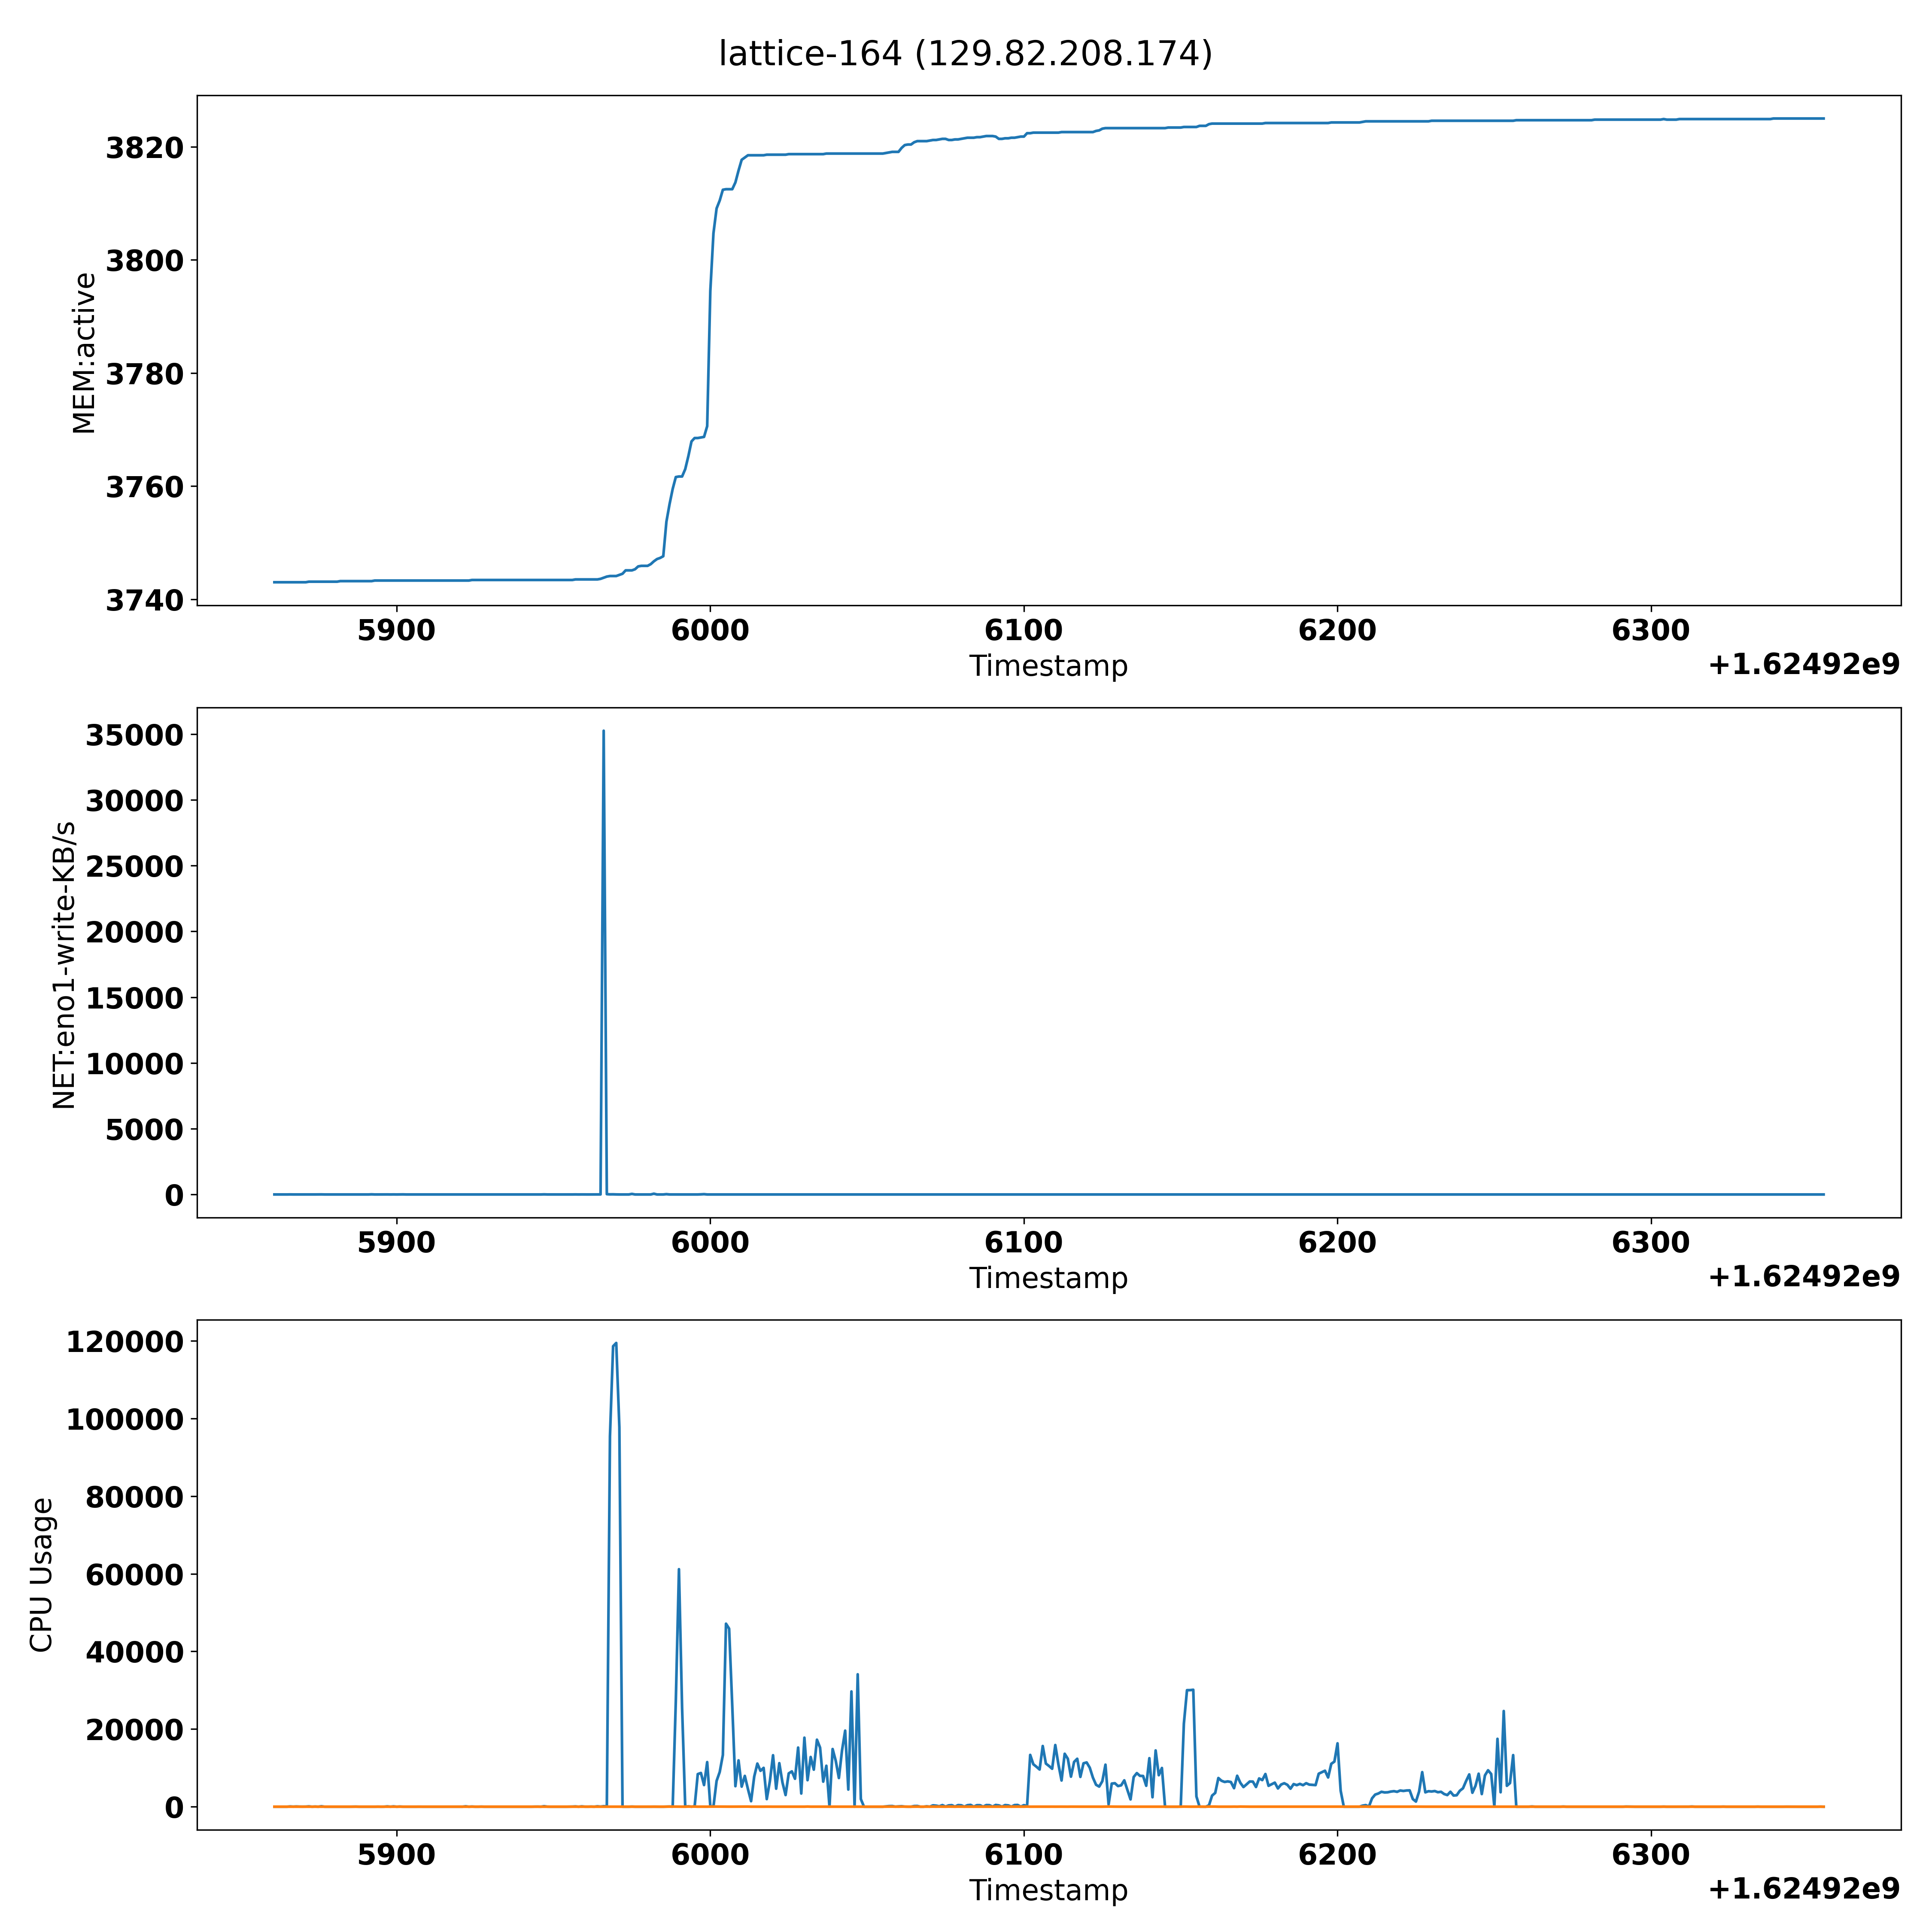 lattice-164 (129.82.208.174)
3820
3800
3780
3760
3740
MEM:active
5900 6000 6100 6200 6300
Timestamp
+1.62492e9
35000
30000
25000
20000
15000
10000
5000
0
NET:eno1-write-KB/s
5900 6000 6100 6200 6300
Timestamp
+1.62492e9
120000
100000
80000
60000
40000
20000
0
CPU Usage
5900 6000 6100 6200 6300
Timestamp
+1.62492e9